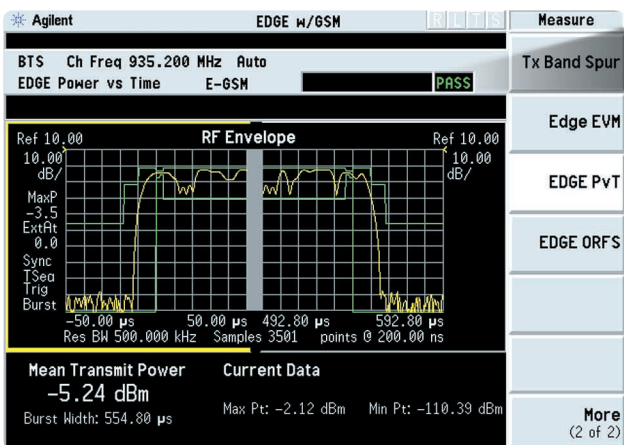 Agilent EDGE w/GSM R L T S Measure
BTS Ch Freq 935.200 MHz Auto
EDGE Power vs Time E-GSM PASS
Tx Band Spur
Edge EVM
EDGE PvT
EDGE ORFS
More
(2 of 2)
Ref 10.00 RF Envelope Ref 10.00
10.00 10.00
dB/ dB/
MaxP
-3.5
ExtAt
0.0
Sync
TSeq
Trig
Burst
-50.00 µs 50.00 µs 492.80 µs 592.80 µs
Res BW 500.000 kHz Samples 3501 points @ 200.00 ns
Mean Transmit Power Current Data
-5.24 dBm
Max Pt: -2.12 dBm Min Pt: -110.39 dBm
Burst Width: 554.80 µs